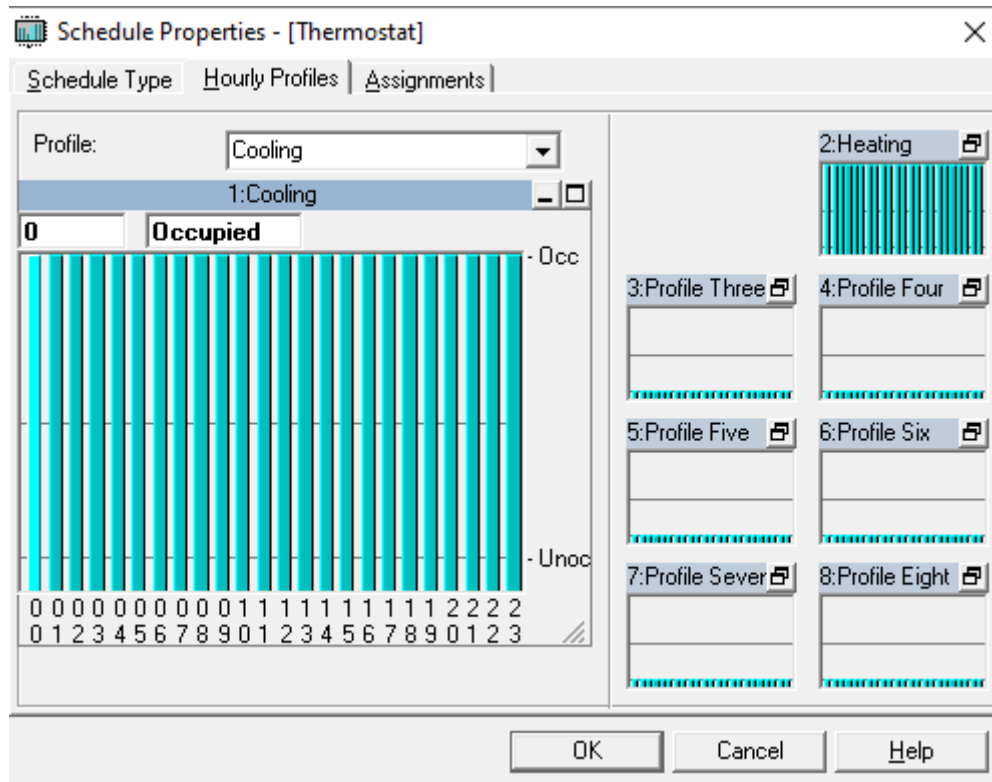 Schedule Properties - [Thermostat]
Schedule Type Hourly Profiles Assignments
Profile: Cooling
1:Cooling
0 Occupied
- Occ
- Unoc
0 0 0 0 0 0 0 0 0 0 1 1 1 1 1 1 1 1 1 1 2 2 2 2
0 1 2 3 4 5 6 7 8 9 0 1 2 3 4 5 6 7 8 9 0 1 2 3
2:Heating
3:Profile Three 4:Profile Four
5:Profile Five 6:Profile Six
7:Profile Sever 8:Profile Eight
OK Cancel Help